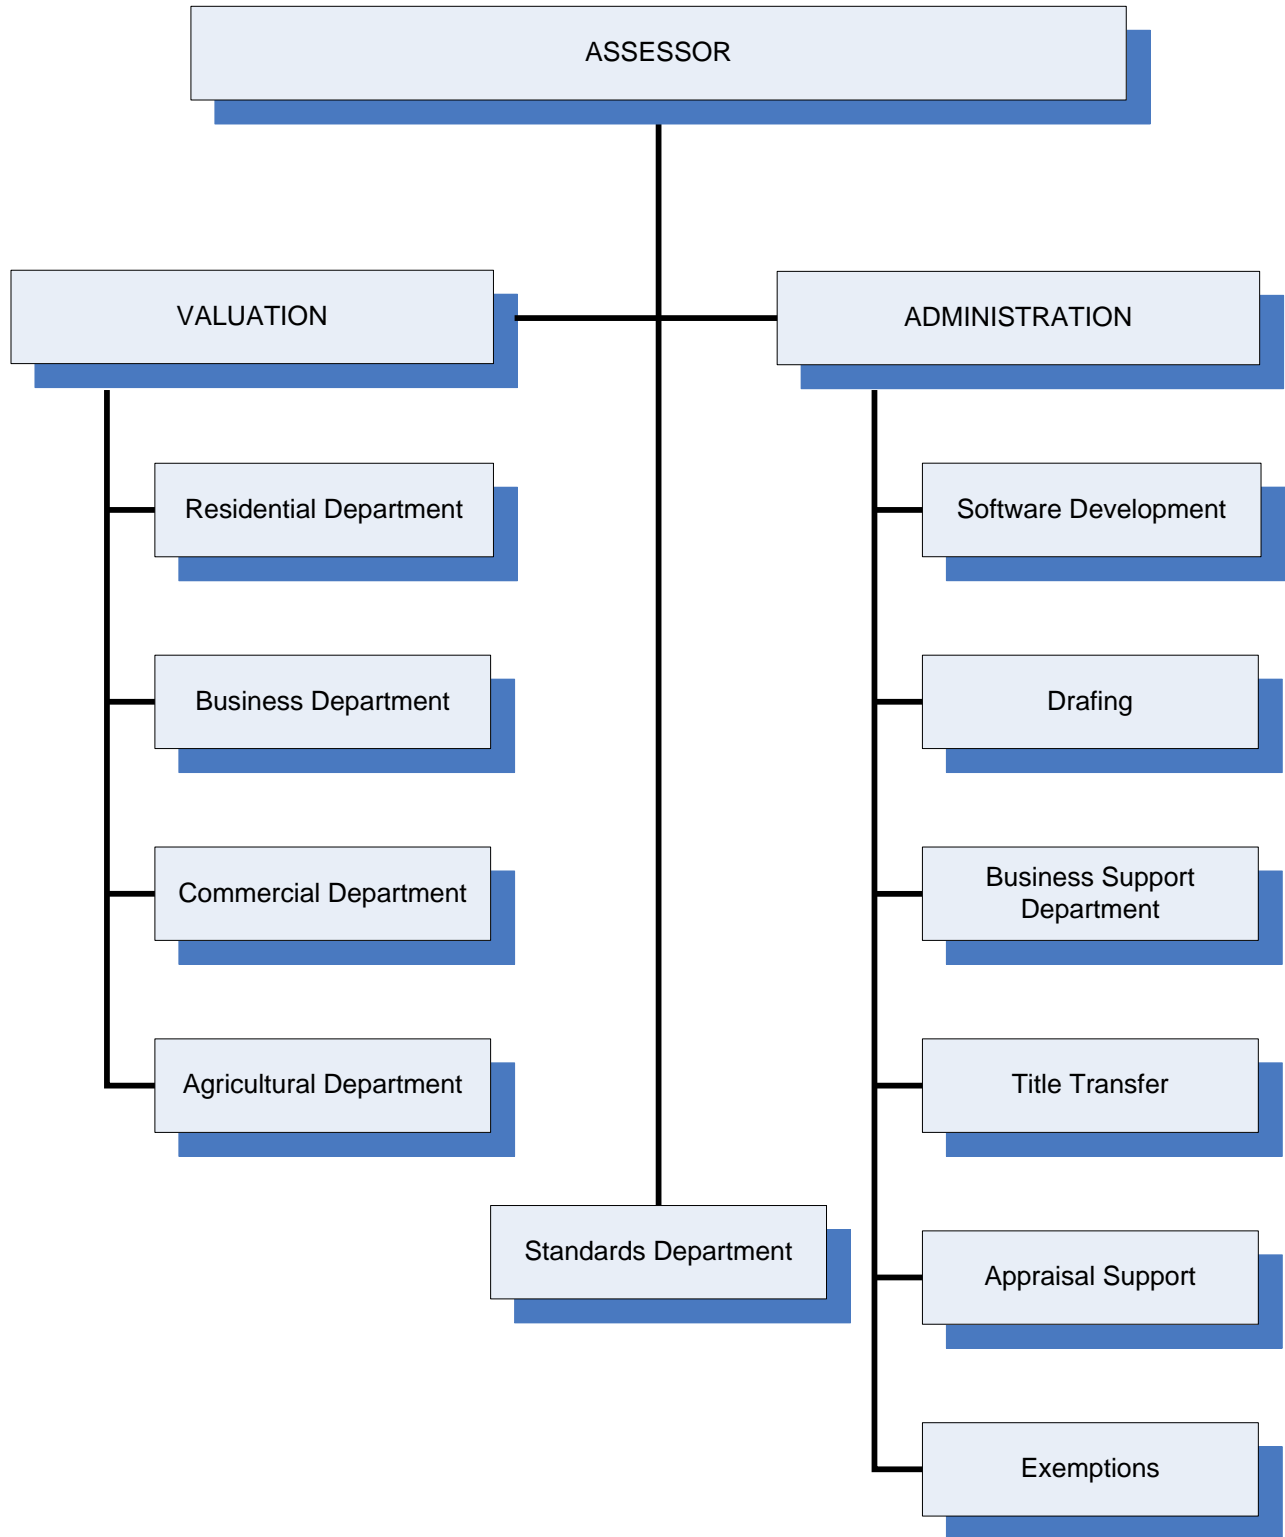 ASSESSOR
VALUATION
ADMINISTRATION
Residential Department
Software Development
Business Department
Drafing
Commercial Department
Business Support
Department
Agricultural Department
Title Transfer
Standards Department
Appraisal Support
Exemptions